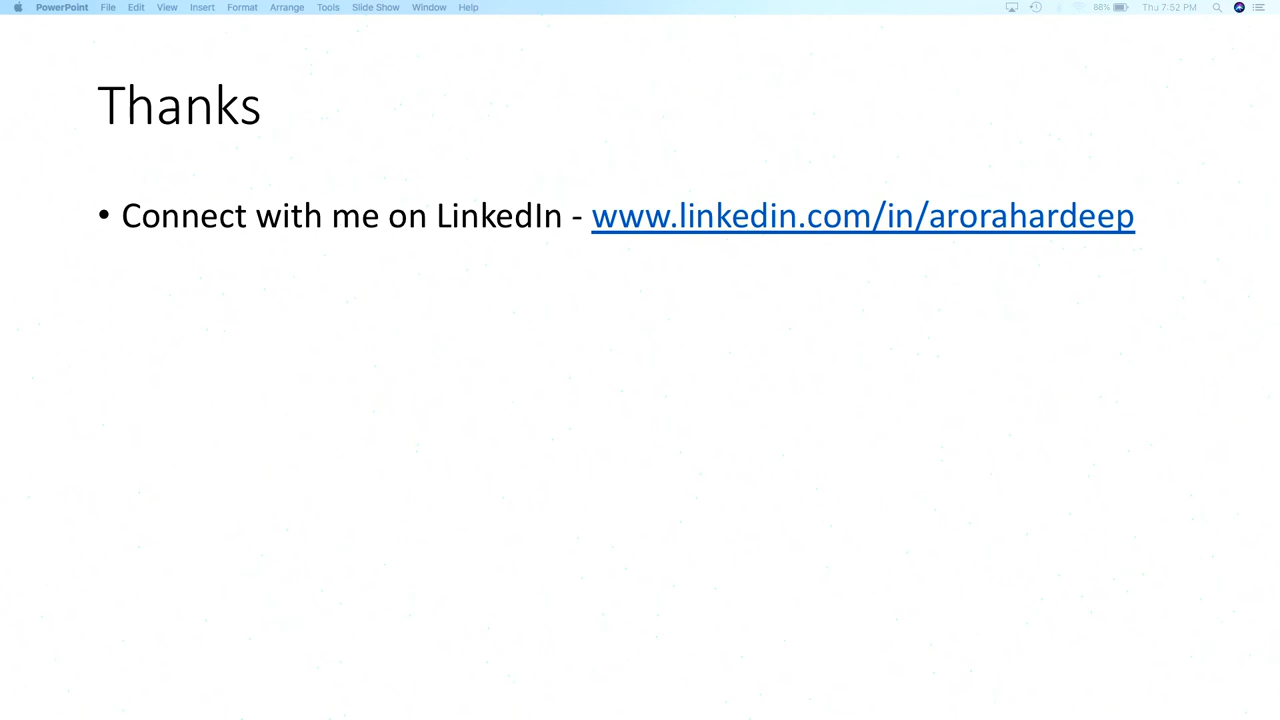 PowerPoint File Edit View Insert Format Arrange Tools Slide Show Window Help 88% Thu 7:52 PM
Thanks
• Connect with me on LinkedIn - www.linkedin.com/in/arorahardeep